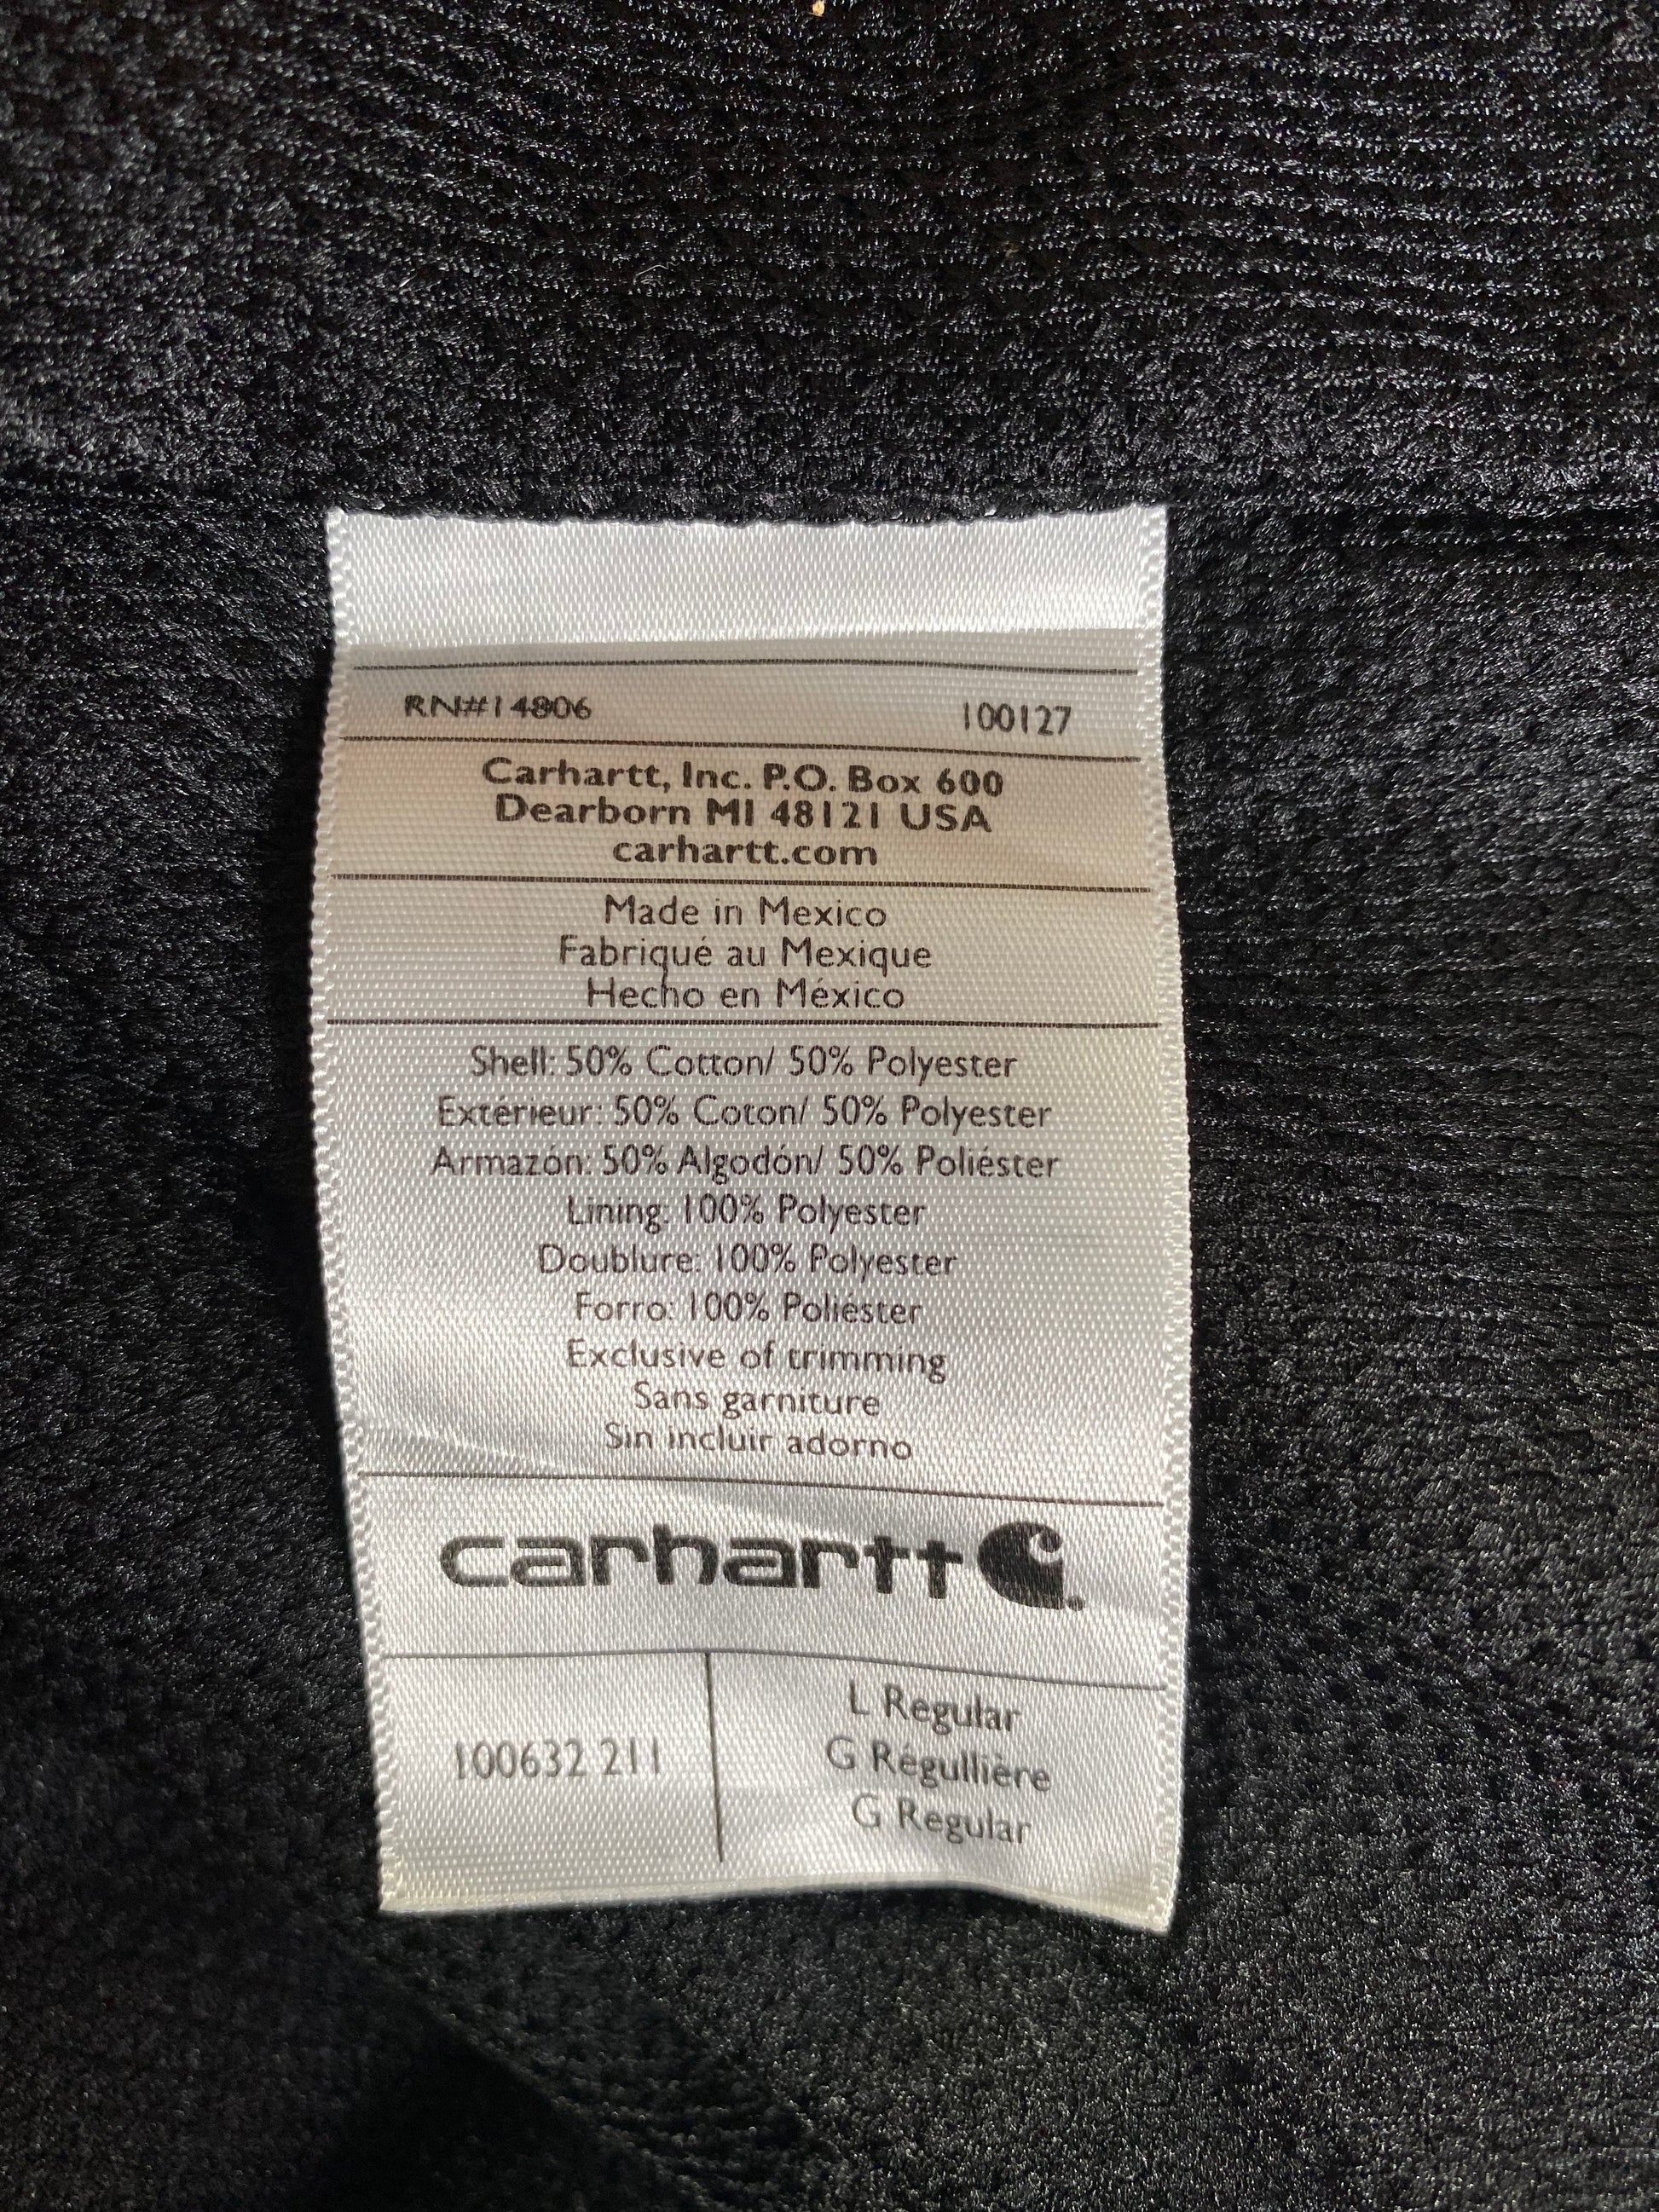 RN#14806 100127
Carhartt, Inc. P.O. Box 600
Dearborn MI 48121 USA
carhartt.com
Made in Mexico
Fabriqué au Mexique
Hecho en México
Shell: 50% Cotton/ 50% Polyester
Extérieur: 50% Coton/ 50% Polyester
Armazón: 50% Algodón/ 50% Poliéster
Lining: 100% Polyester
Doublure: 100% Polyester
Forro: 100% Poliéster
Exclusive of trimming
Sans garniture
Sin incluir adorno
carhartt
100632 211
L Regular
G Régullière
G Regular